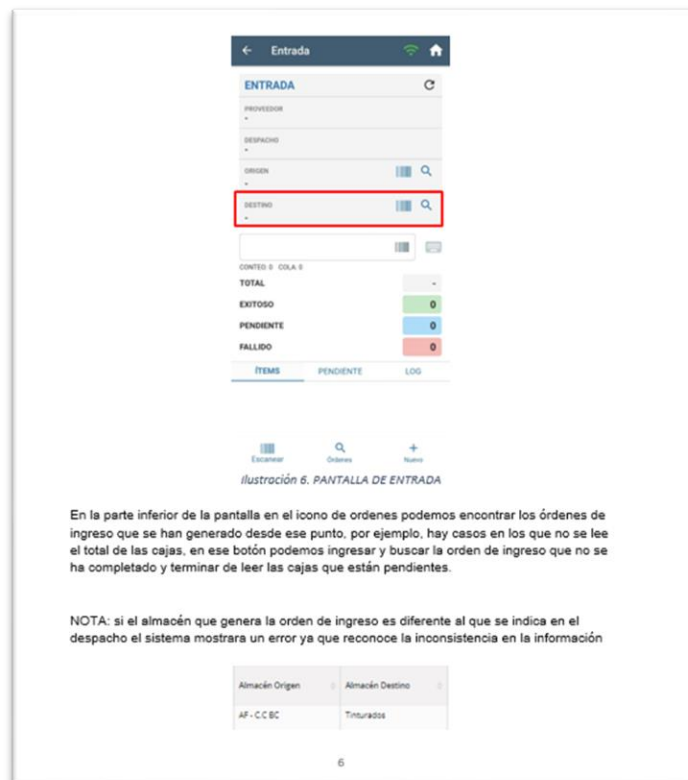 Entrada
ENTRADA
PROVEEDOR
-
DESPACHO
-
ORIGEN
-
DESTINO
-
CONTEO: 0 COLA: 0
TOTAL -
EXITOSO 0
PENDIENTE 0
FALLIDO 0
ÍTEMS PENDIENTE LOG
Escanear Órdenes Nuevo
Ilustración 6. PANTALLA DE ENTRADA
En la parte inferior de la pantalla en el icono de ordenes podemos encontrar los órdenes de
ingreso que se han generado desde ese punto, por ejemplo, hay casos en los que no se lee
el total de las cajas, en ese botón podemos ingresar y buscar la orden de ingreso que no se
ha completado y terminar de leer las cajas que están pendientes.
NOTA: si el almacén que genera la orden de ingreso es diferente al que se indica en el
despacho el sistema mostrara un error ya que reconoce la inconsistencia en la información
Almacén Origen Almacén Destino
AF - C.C BC Tinturados
6